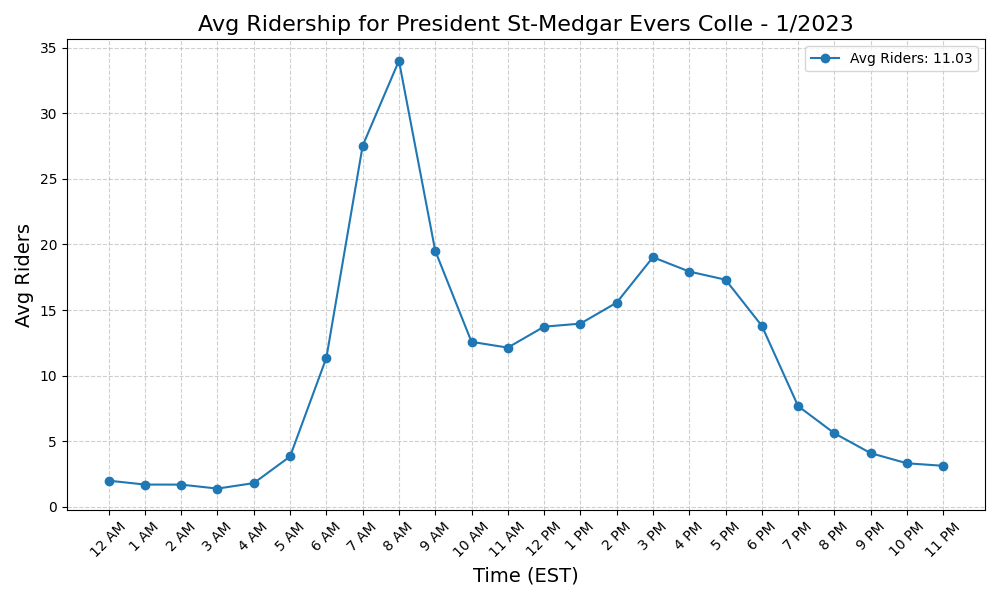 Avg Ridership for President St-Medgar Evers Colle - 1/2023
Avg Riders: 11.03
Avg Riders
35
30
25
20
15
10
5
0
12 AM
1 AM
2 AM
3 AM
4 AM
5 AM
6 AM
7 AM
8 AM
9 AM
10 AM
11 AM
12 PM
1 PM
2 PM
3 PM
4 PM
5 PM
6 PM
7 PM
8 PM
9 PM
10 PM
11 PM
Time (EST)